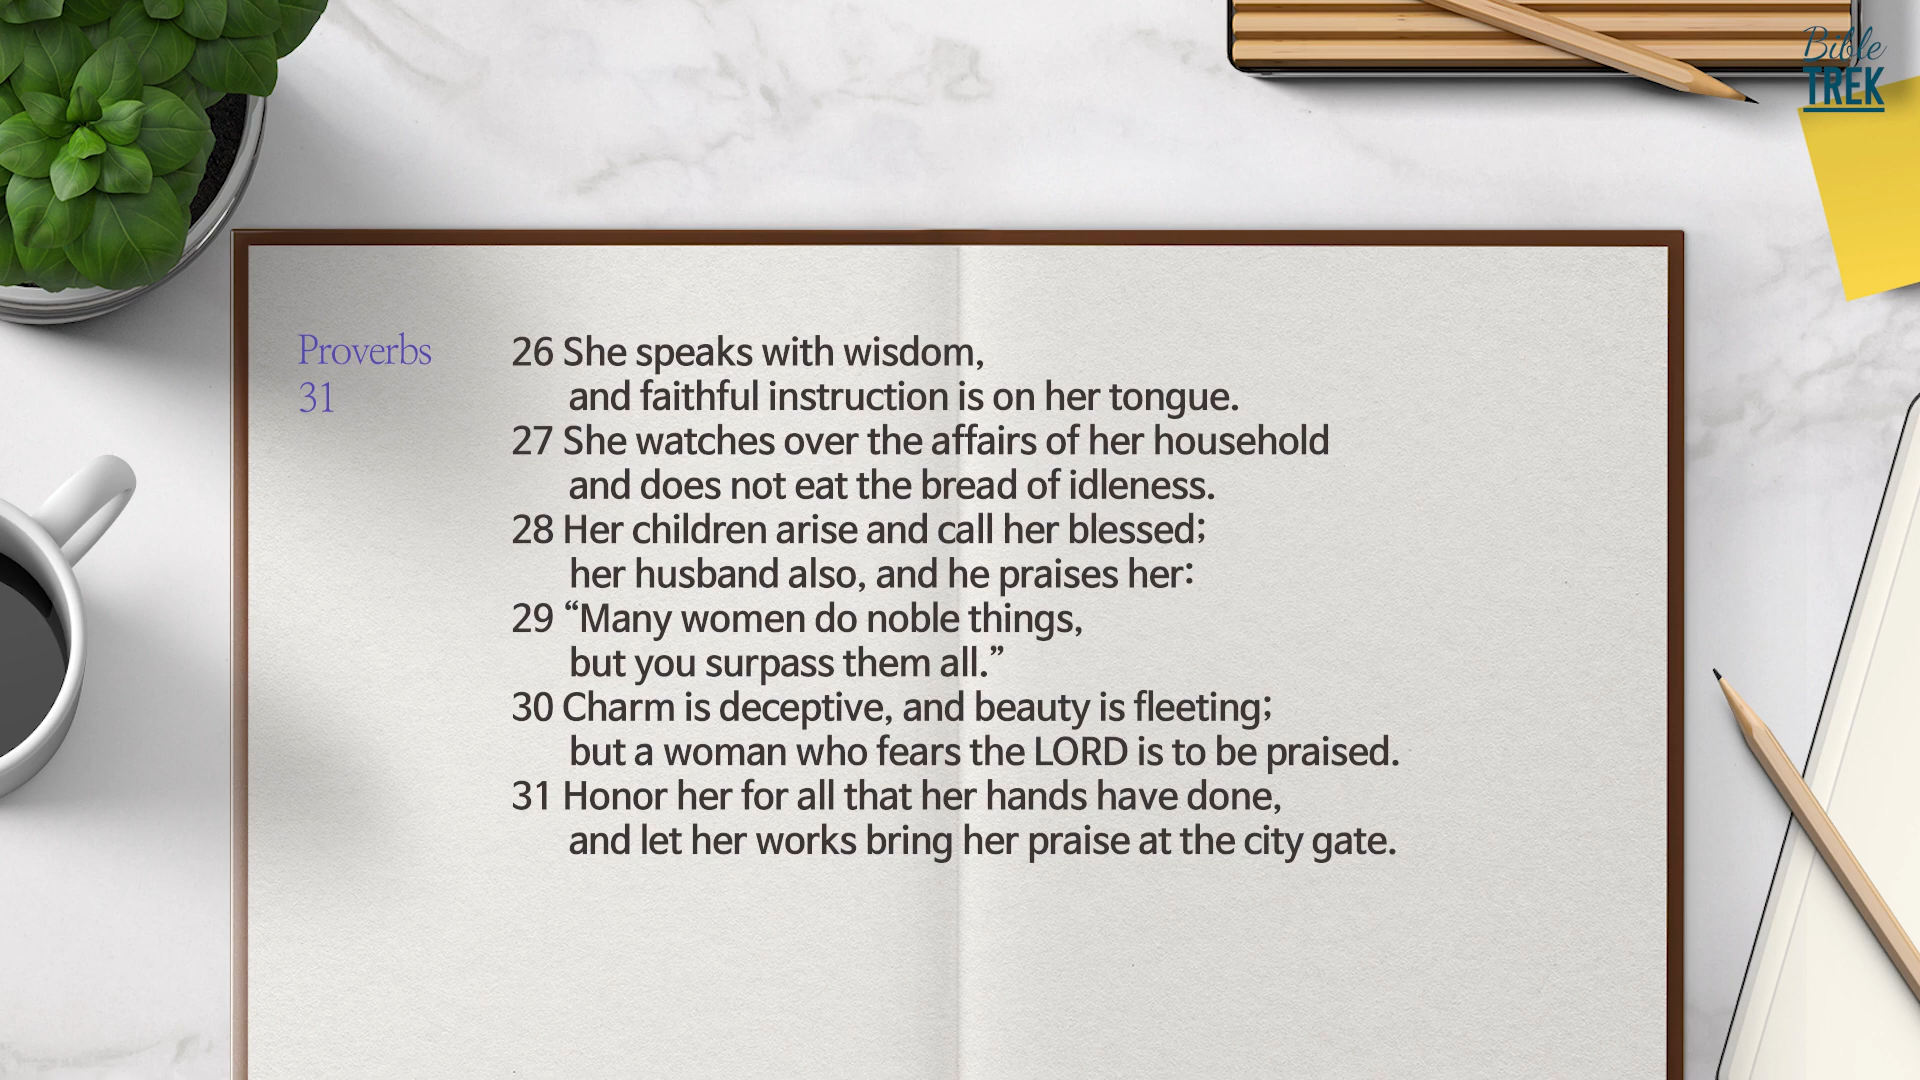 Bible
TREK
Proverbs
31
26 She speaks with wisdom,
and faithful instruction is on her tongue.
27 She watches over the affairs of her household
and does not eat the bread of idleness.
28 Her children arise and call her blessed;
her husband also, and he praises her:
29 “Many women do noble things,
but you surpass them all.”
30 Charm is deceptive, and beauty is fleeting;
but a woman who fears the LORD is to be praised.
31 Honor her for all that her hands have done,
and let her works bring her praise at the city gate.